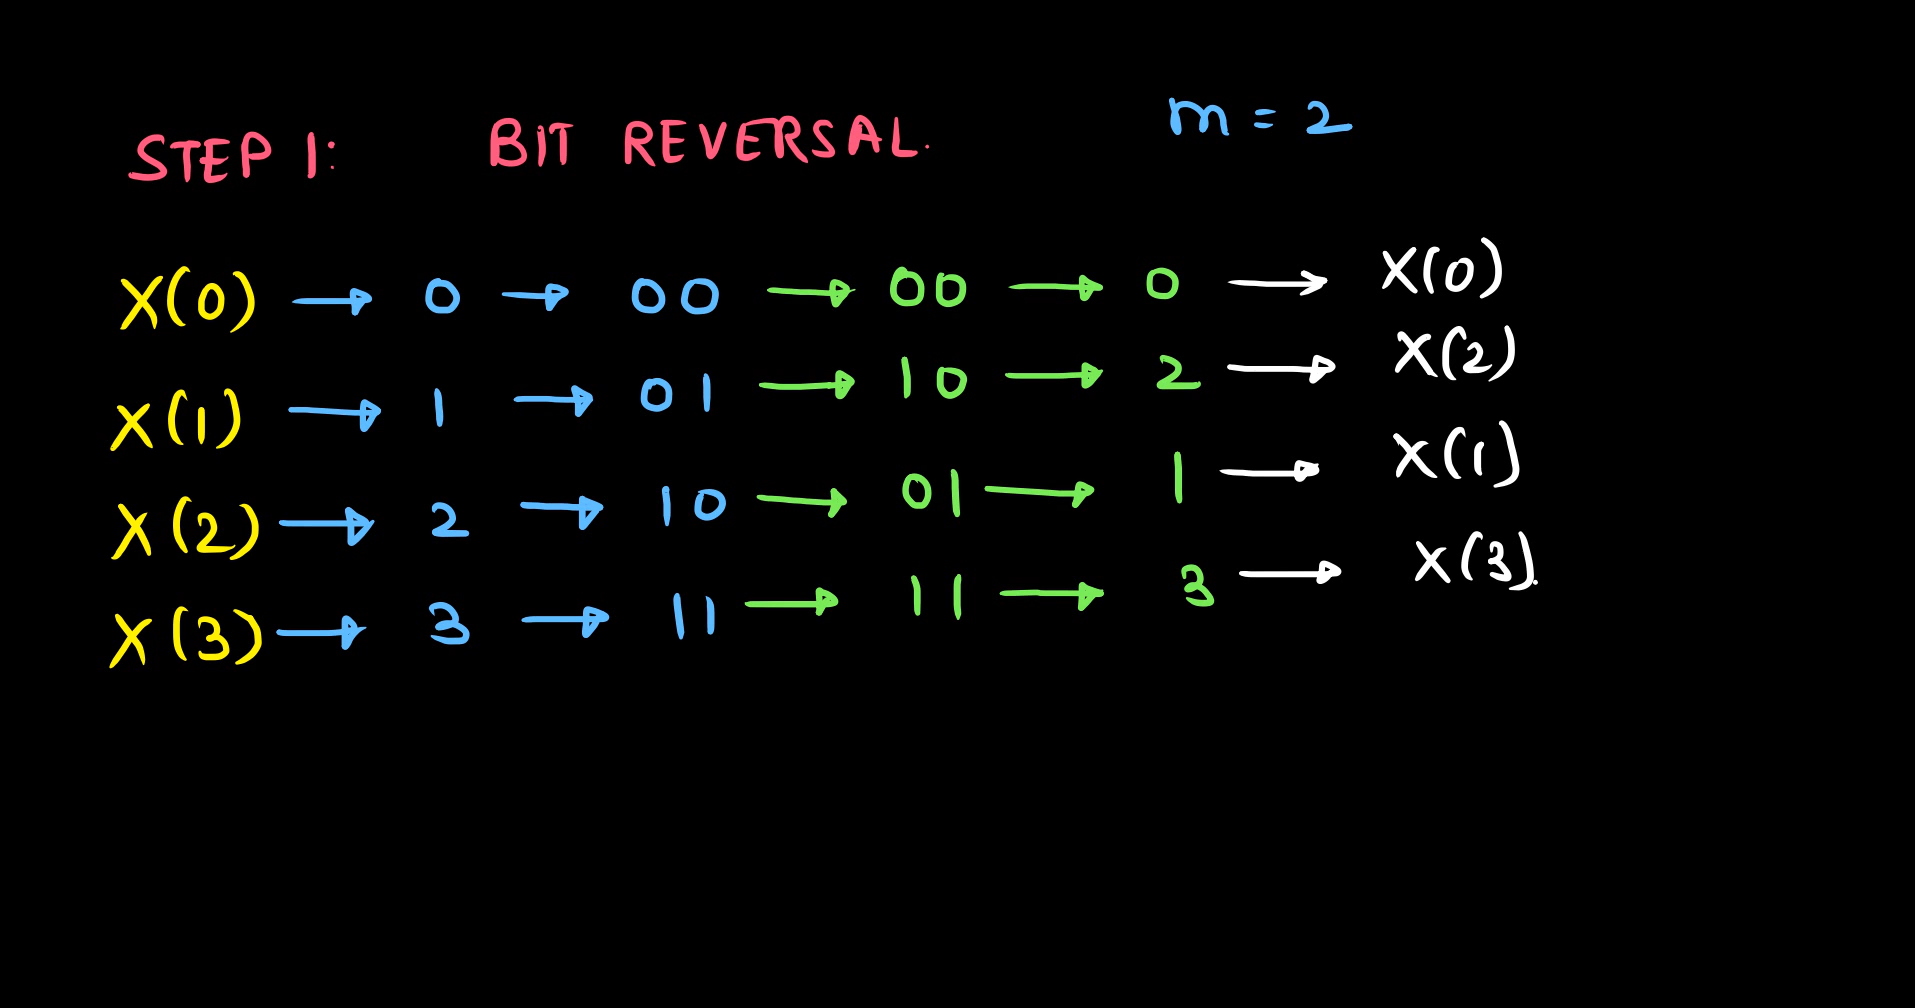 STEP 1: BIT REVERSAL. m = 2
X(0) → 0 → 00 → 00 → 0 → X(0)
X(1) → 1 → 01 → 10 → 2 → X(2)
X(2) → 2 → 10 → 01 → 1 → X(1)
X(3) → 3 → 11 → 11 → 3 → X(3).